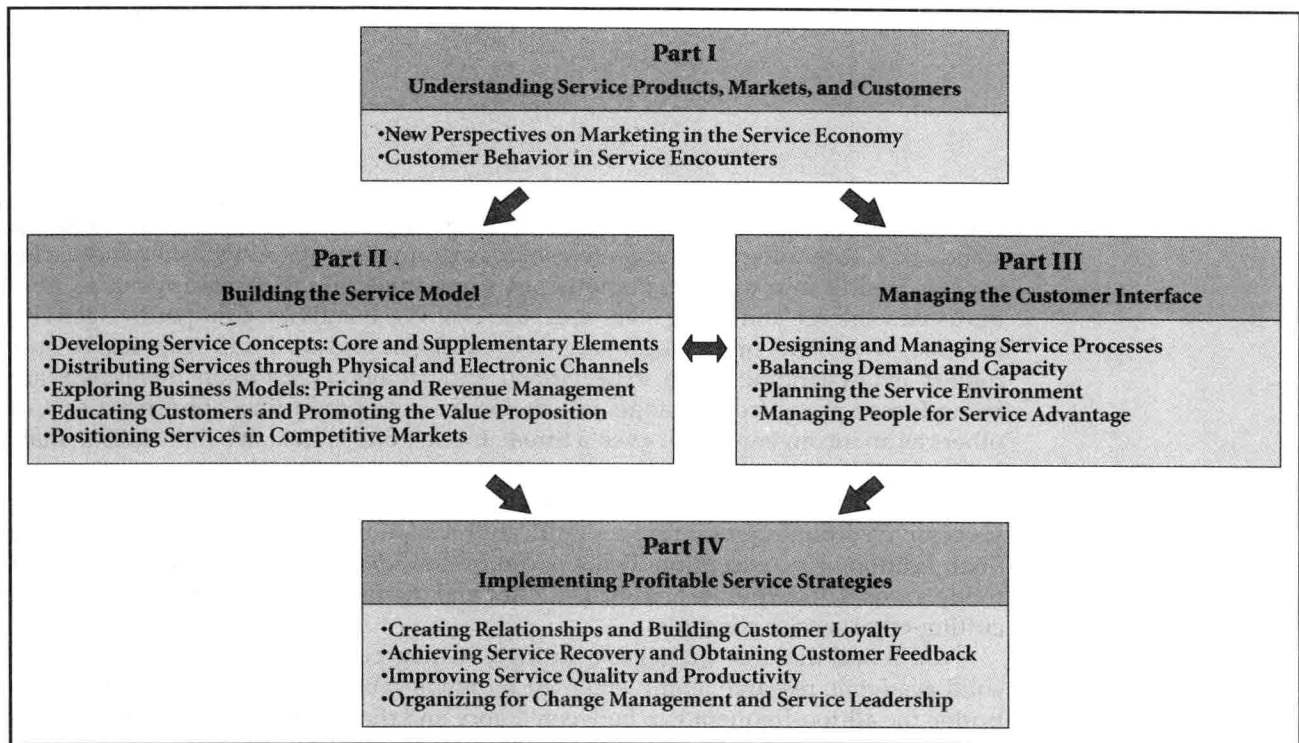 Part I
Understanding Service Products, Markets, and Customers
•New Perspectives on Marketing in the Service Economy
•Customer Behavior in Service Encounters
Part II
Building the Service Model
•Developing Service Concepts: Core and Supplementary Elements
•Distributing Services through Physical and Electronic Channels
•Exploring Business Models: Pricing and Revenue Management
•Educating Customers and Promoting the Value Proposition
•Positioning Services in Competitive Markets
Part III
Managing the Customer Interface
•Designing and Managing Service Processes
•Balancing Demand and Capacity
•Planning the Service Environment
•Managing People for Service Advantage
Part IV
Implementing Profitable Service Strategies
•Creating Relationships and Building Customer Loyalty
•Achieving Service Recovery and Obtaining Customer Feedback
•Improving Service Quality and Productivity
•Organizing for Change Management and Service Leadership